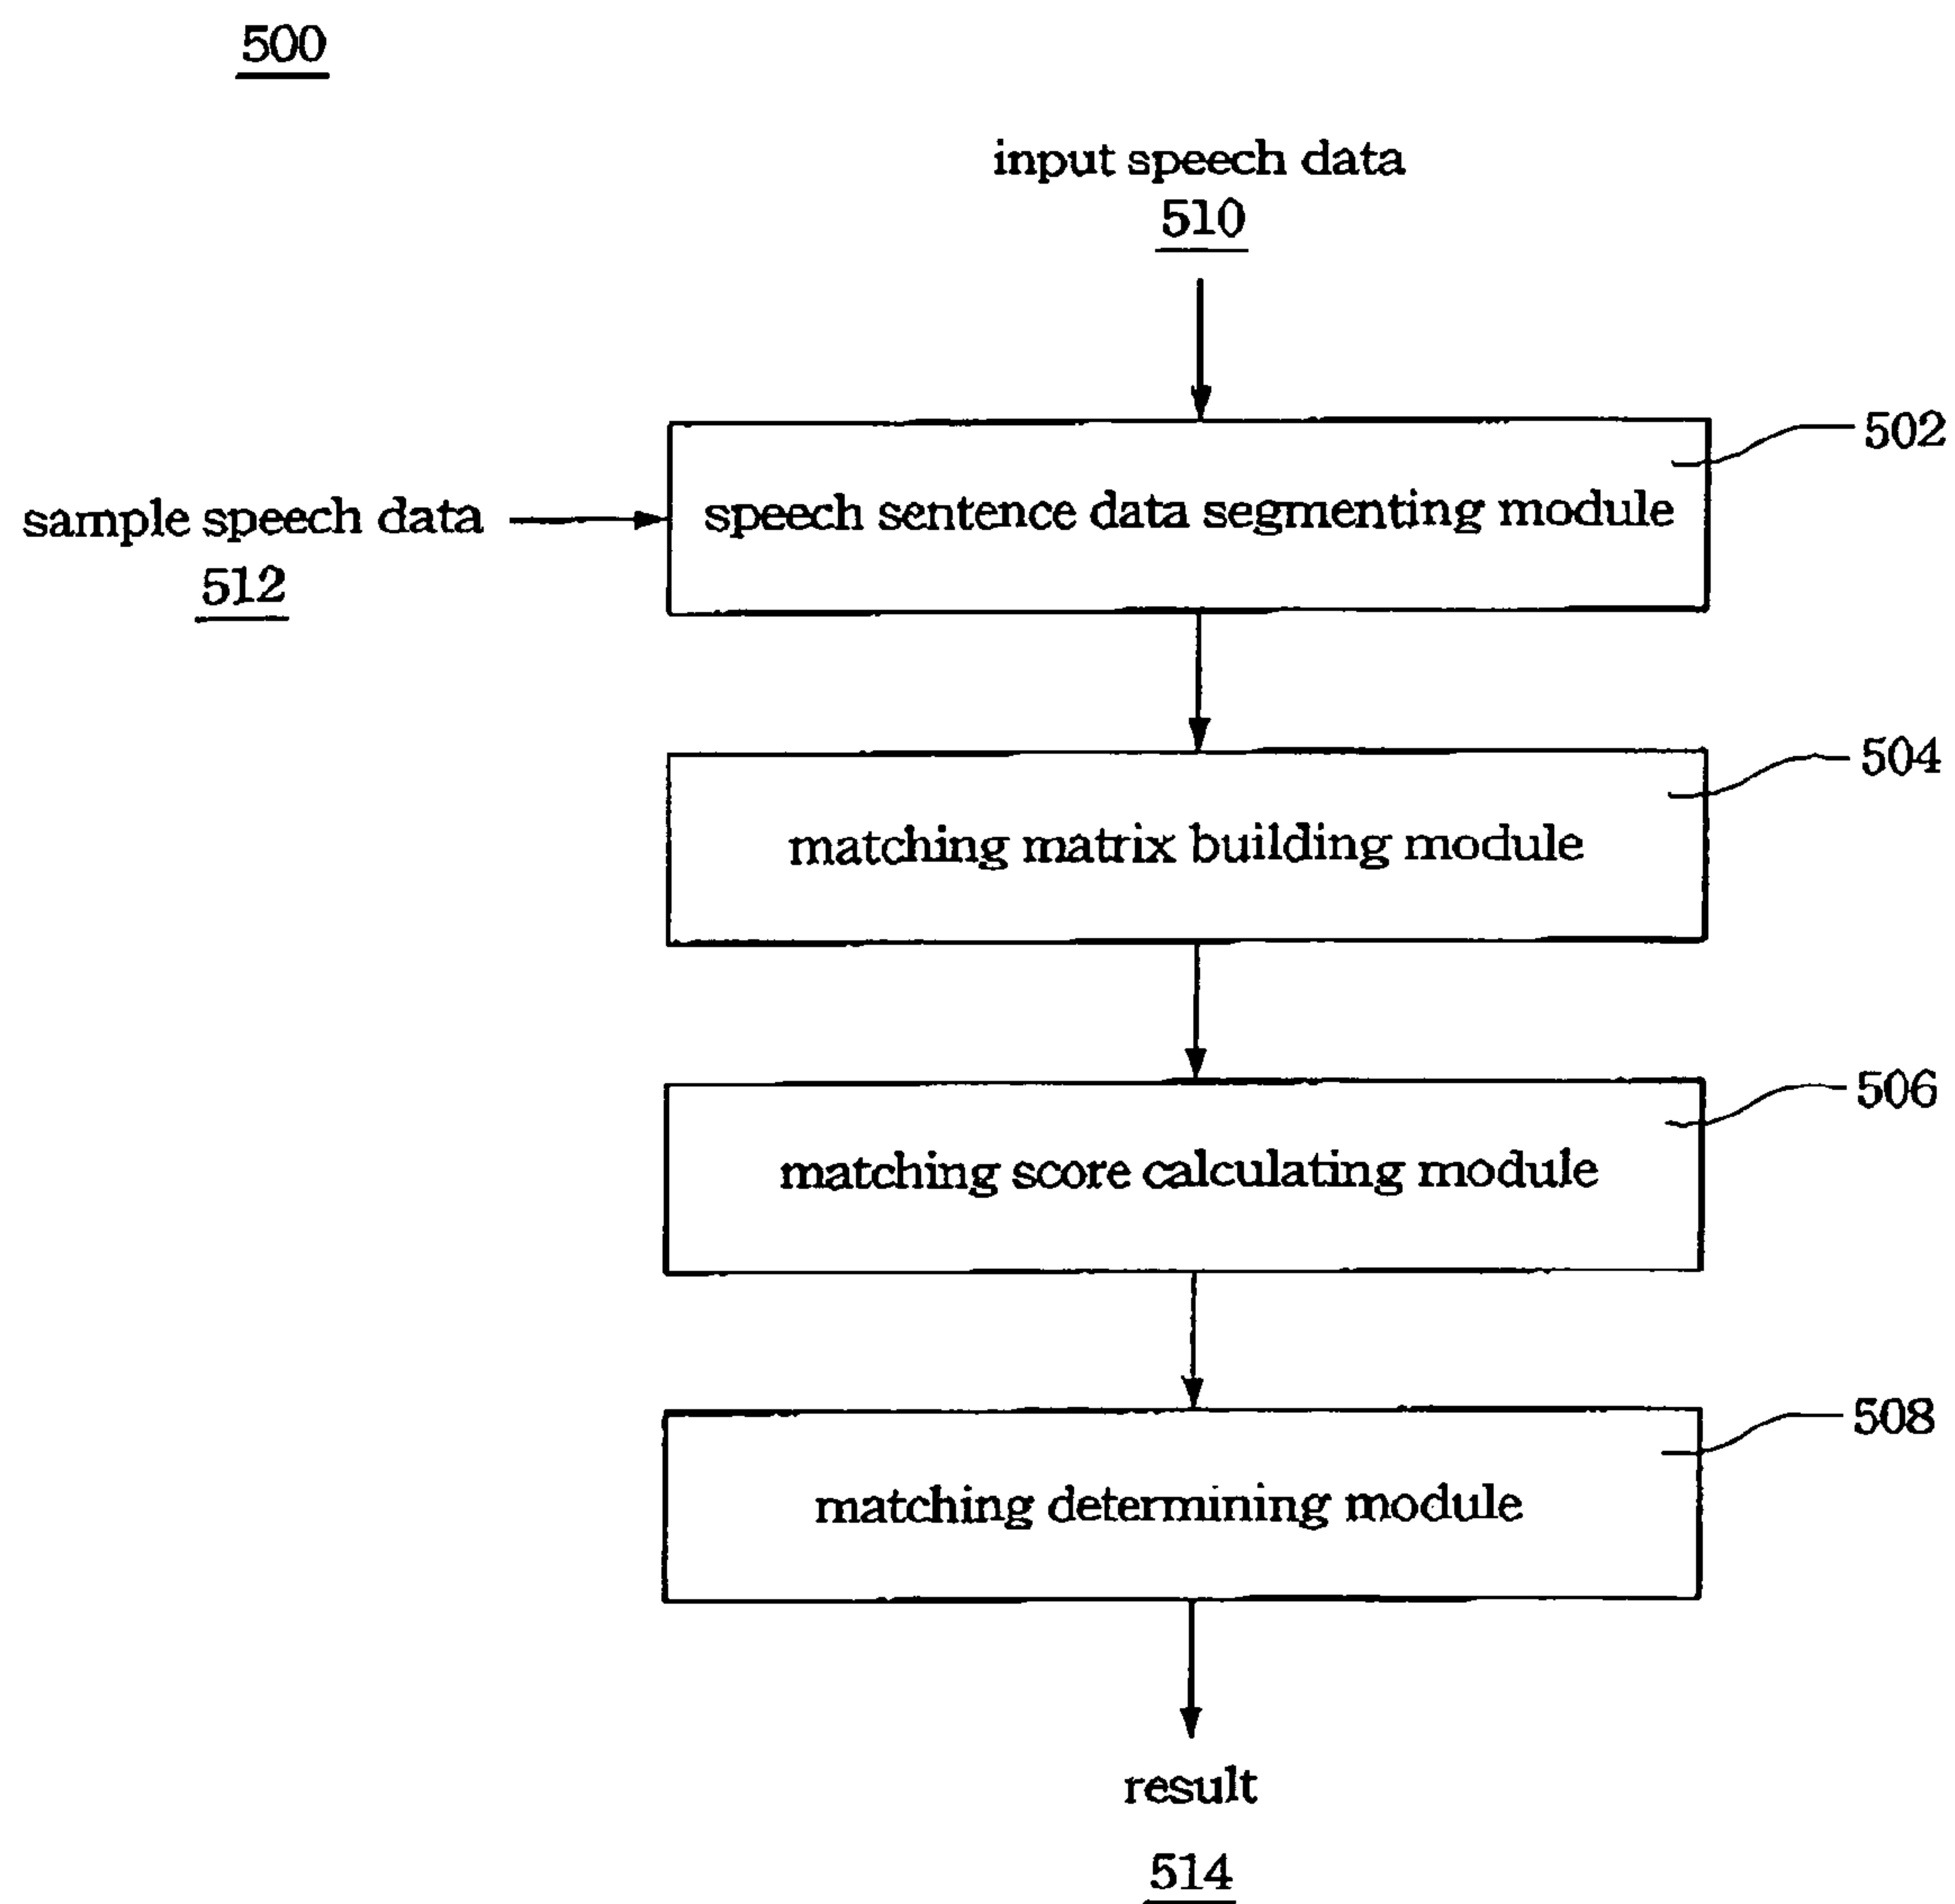 500
input speech data
510
502
sample speech data
512
speech sentence data segmenting module
504
matching matrix building module
506
matching score calculating module
508
matching determining module
result
514